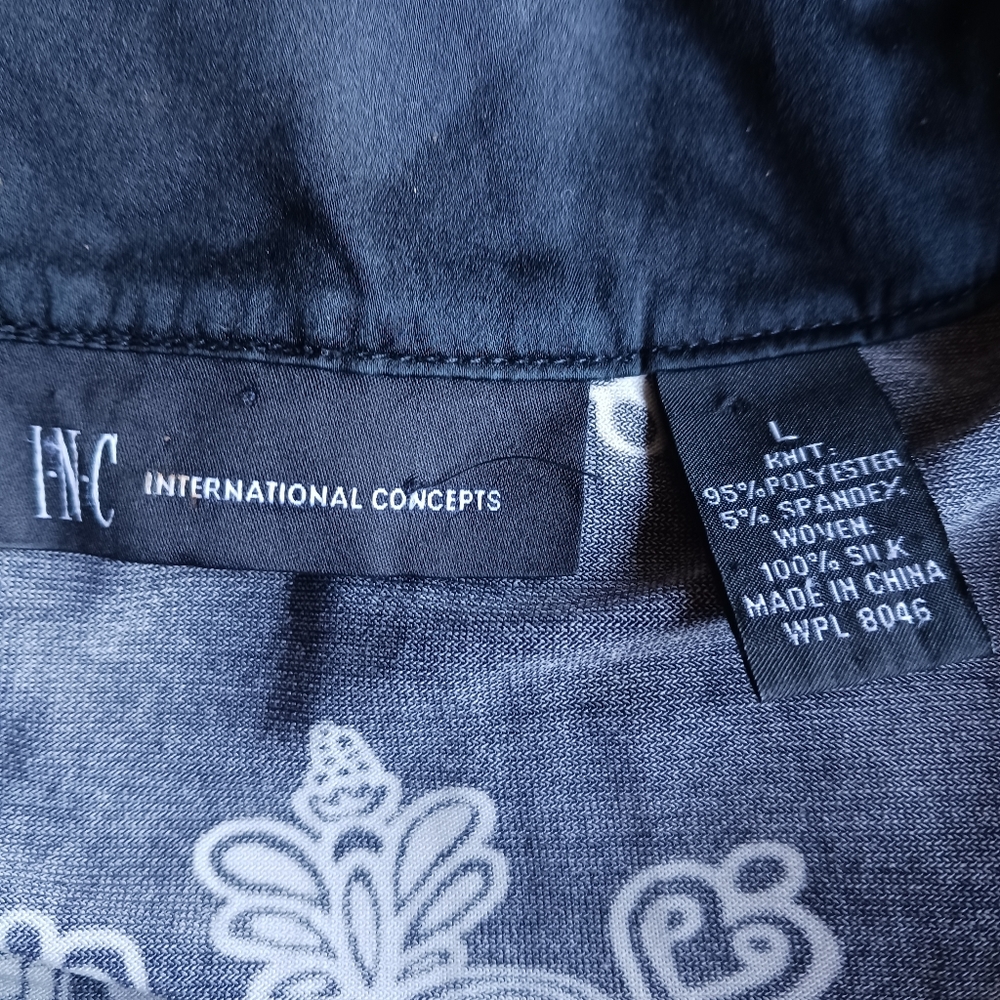 I·N·C INTERNATIONAL CONCEPTS
L
KNIT:
95% POLYESTER
5% SPANDEX
WOVEN:
100% SILK
MADE IN CHINA
WPL 8046